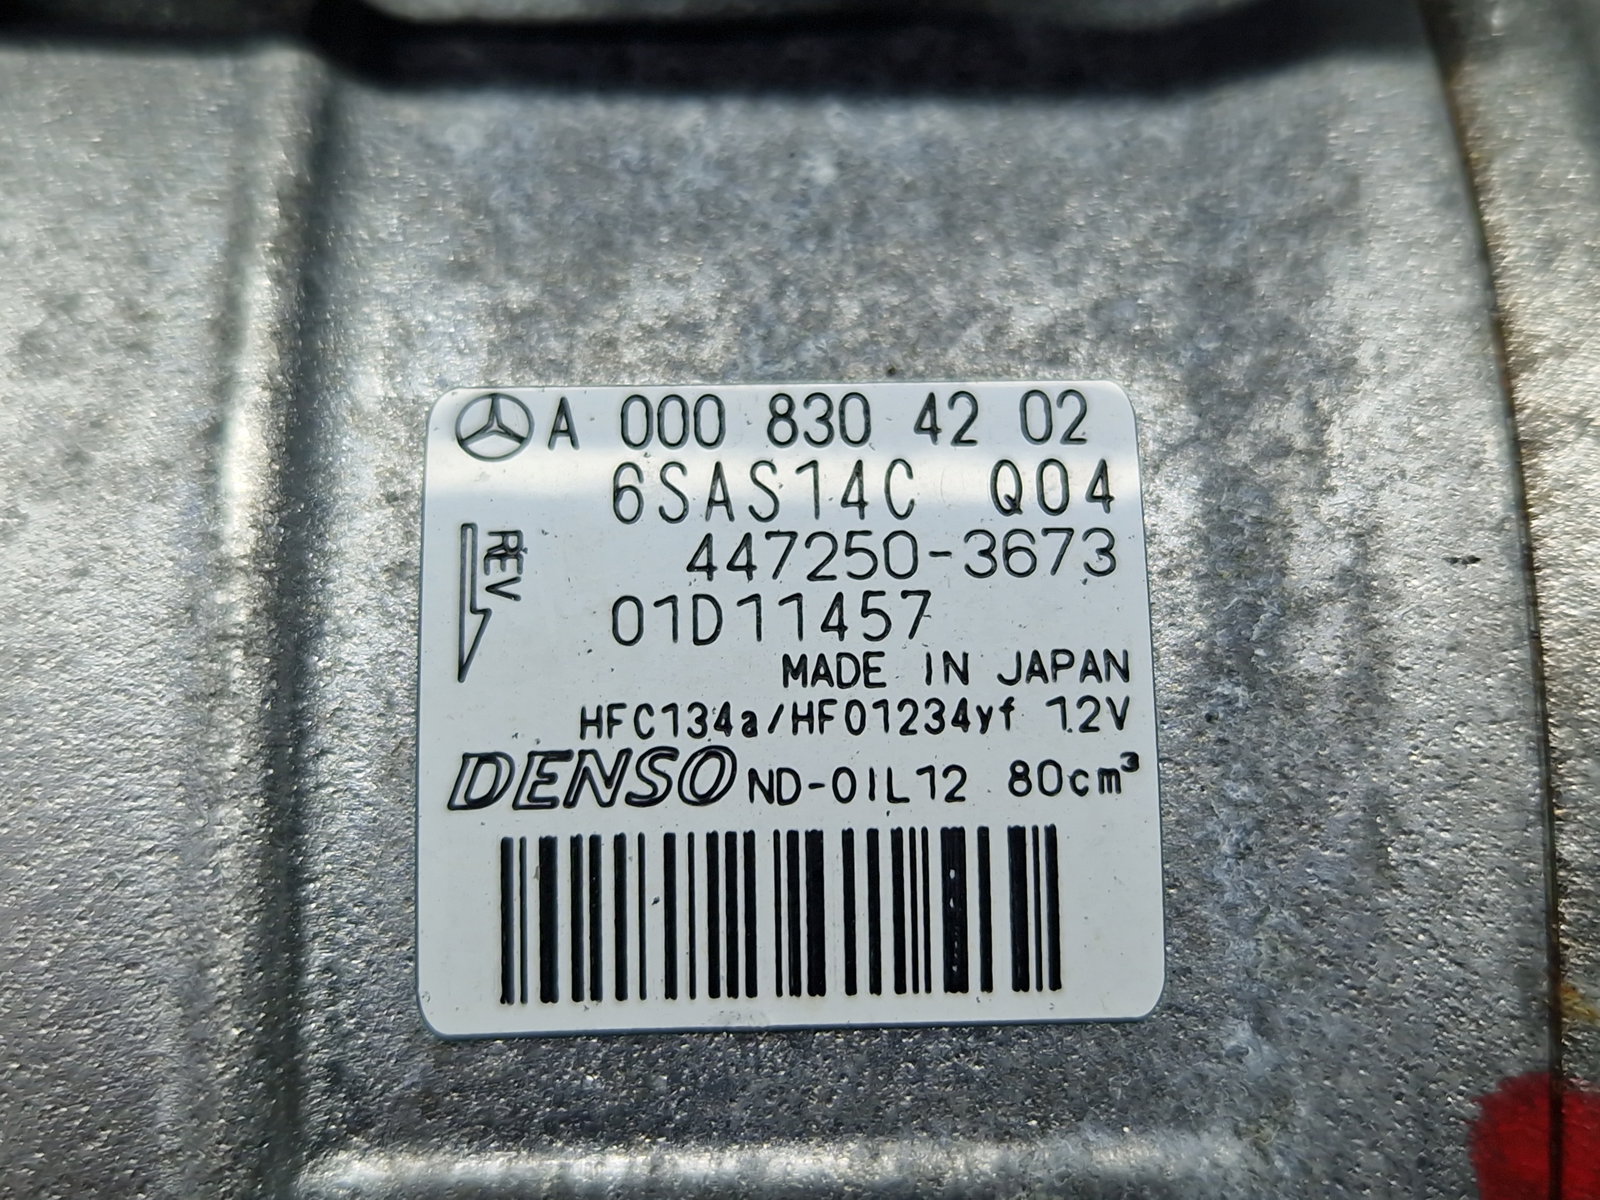 A 000 830 42 02
6SAS14C Q04
REV
447250-3673
01D11457
MADE IN JAPAN
HFC134a/HFO1234yf 12V
DENSO ND-OIL12 80cm³